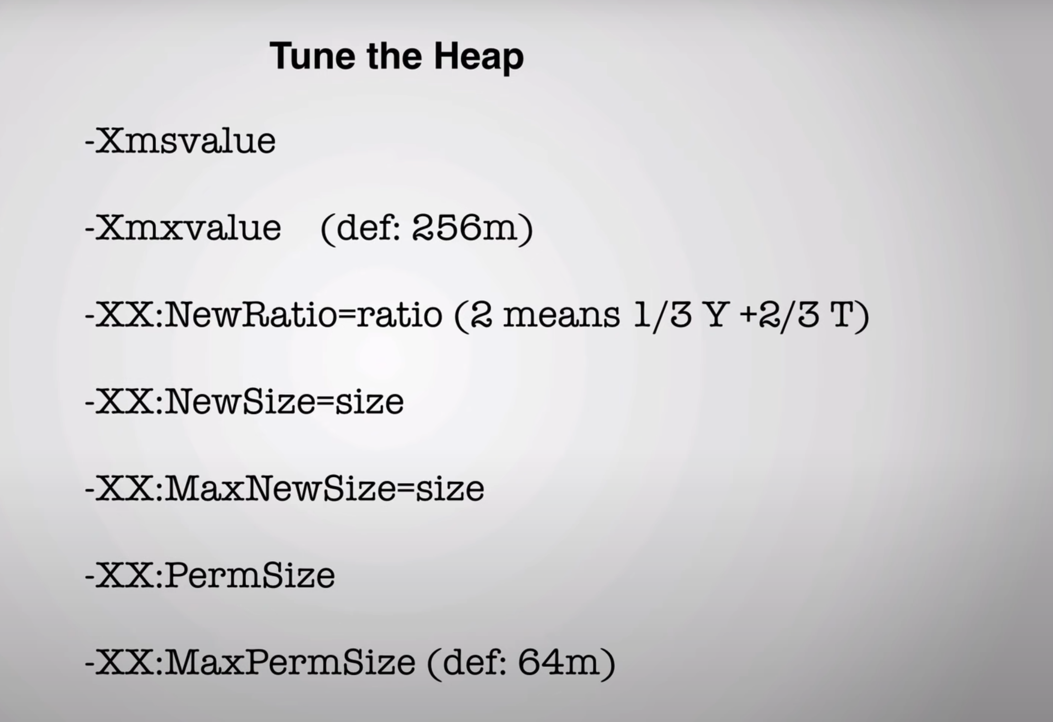 Tune the Heap
-Xmsvalue
-Xmxvalue (def: 256m)
-XX:NewRatio=ratio (2 means 1/3 Y +2/3 T)
-XX:NewSize=size
-XX:MaxNewSize=size
-XX:PermSize
-XX:MaxPermSize (def: 64m)